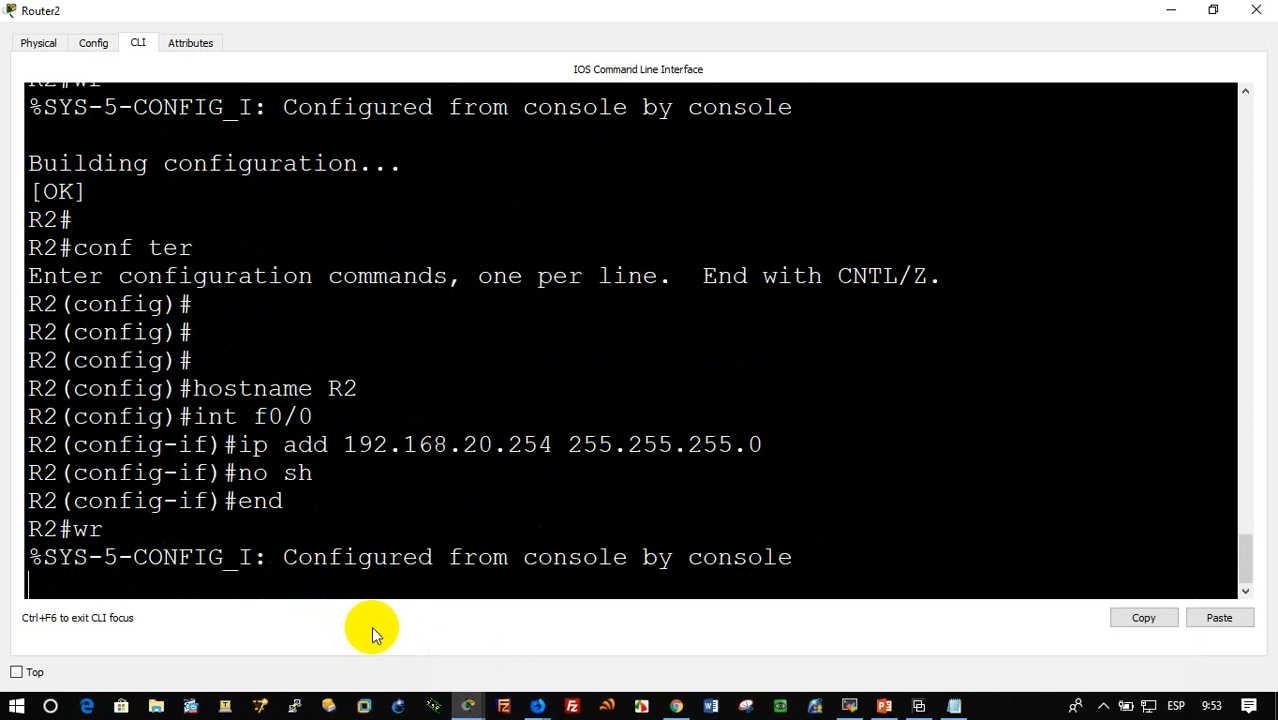 Router2
Physical Config CLI Attributes
IOS Command Line Interface
R2#wr
%SYS-5-CONFIG_I: Configured from console by console
Building configuration...
[OK]
R2#
R2#conf ter
Enter configuration commands, one per line.  End with CNTL/Z.
R2(config)#
R2(config)#
R2(config)#
R2(config)#hostname R2
R2(config)#int f0/0
R2(config-if)#ip add 192.168.20.254 255.255.255.0
R2(config-if)#no sh
R2(config-if)#end
R2#wr
%SYS-5-CONFIG_I: Configured from console by console
Ctrl+F6 to exit CLI focus
Copy Paste
Top
ESP 9:53